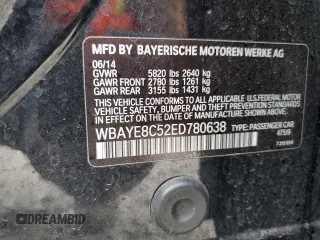 MFD BY BAYERISCHE MOTOREN WERKE AG
06/14
GVWR 5820 lbs 2640 kg
GAWR FRONT 2780 lbs 1261 kg
GAWR REAR 3155 lbs 1431 kg
THIS VEHICLE CONFORMS TO ALL APPLICABLE U.S. FEDERAL MOTOR
VEHICLE SAFETY, BUMPER, AND THEFT PREVENTION STANDARDS
IN EFFECT ON THE DATE OF MANUFACTURE SHOWN ABOVE.
WBAYE8C52ED780638 TYPE: PASSENGER CAR
475/9
DREAMBID